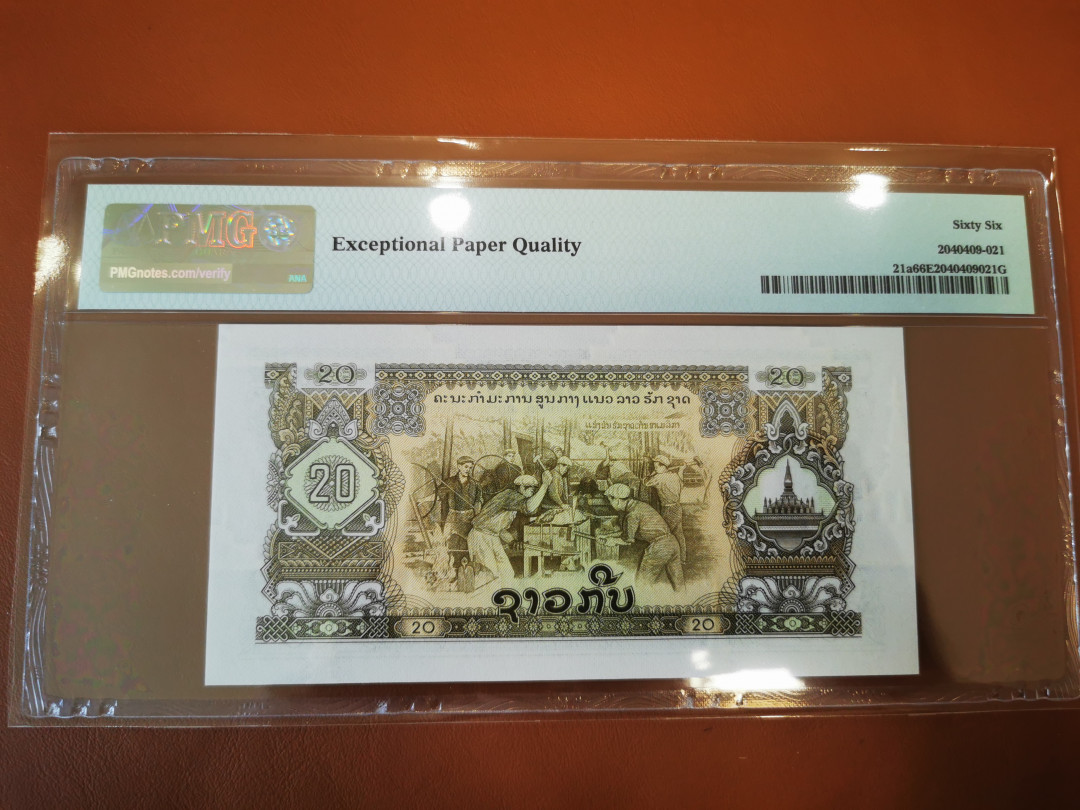 PMG
Exceptional Paper Quality
PMGnotes.com/verify
RNA
Sixty Six
2040409-021
21a66E2040409021G
20 20
ຄະນະກຳມະການ ສູນກາງ ແນວ ລາວ ຮັກ ຊາດ
20
ຊາວກີບ
20 20